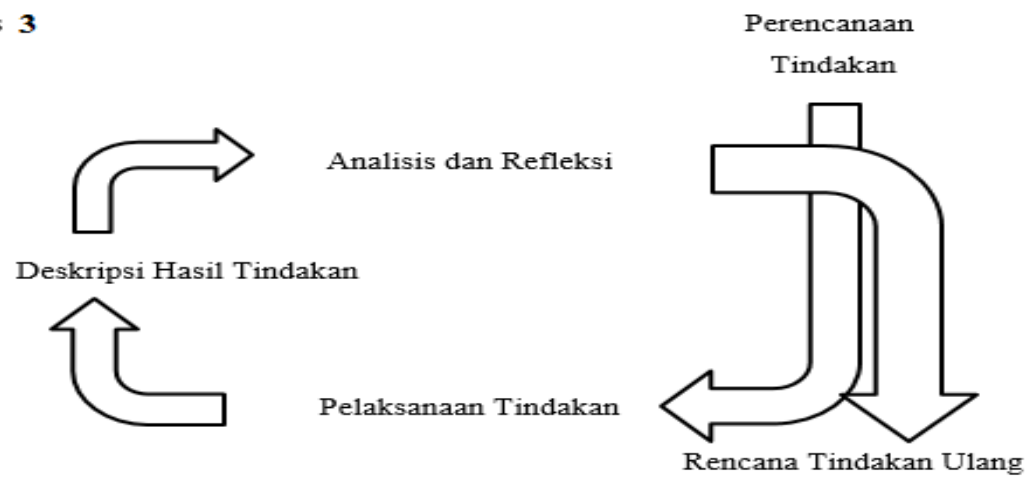 3
Perencanaan
Tindakan
Analisis dan Refleksi
Deskripsi Hasil Tindakan
Pelaksanaan Tindakan
Rencana Tindakan Ulang